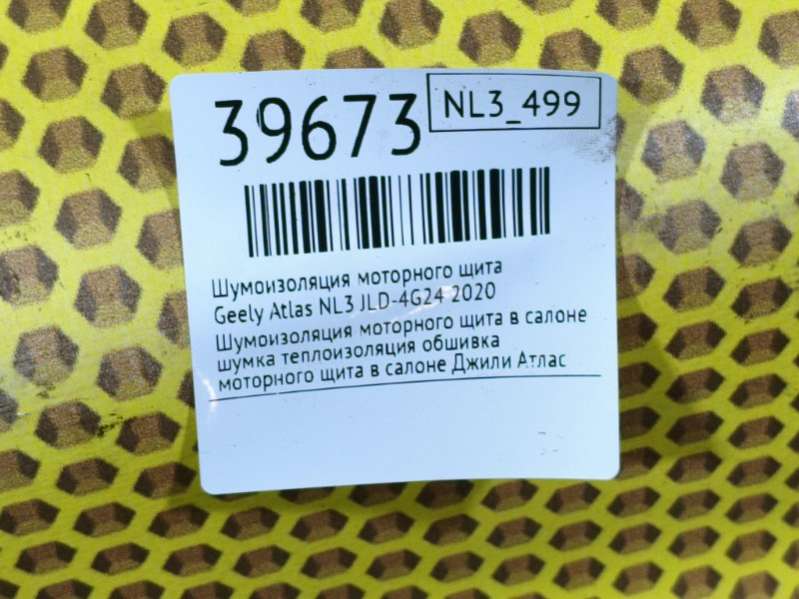 39673
NL3_499
Шумоизоляция моторного щита
Geely Atlas NL3 JLD-4G24 2020
Шумоизоляция моторного щита в салоне
шумка теплоизоляция обшивка
моторного щита в салоне Джили Атлас